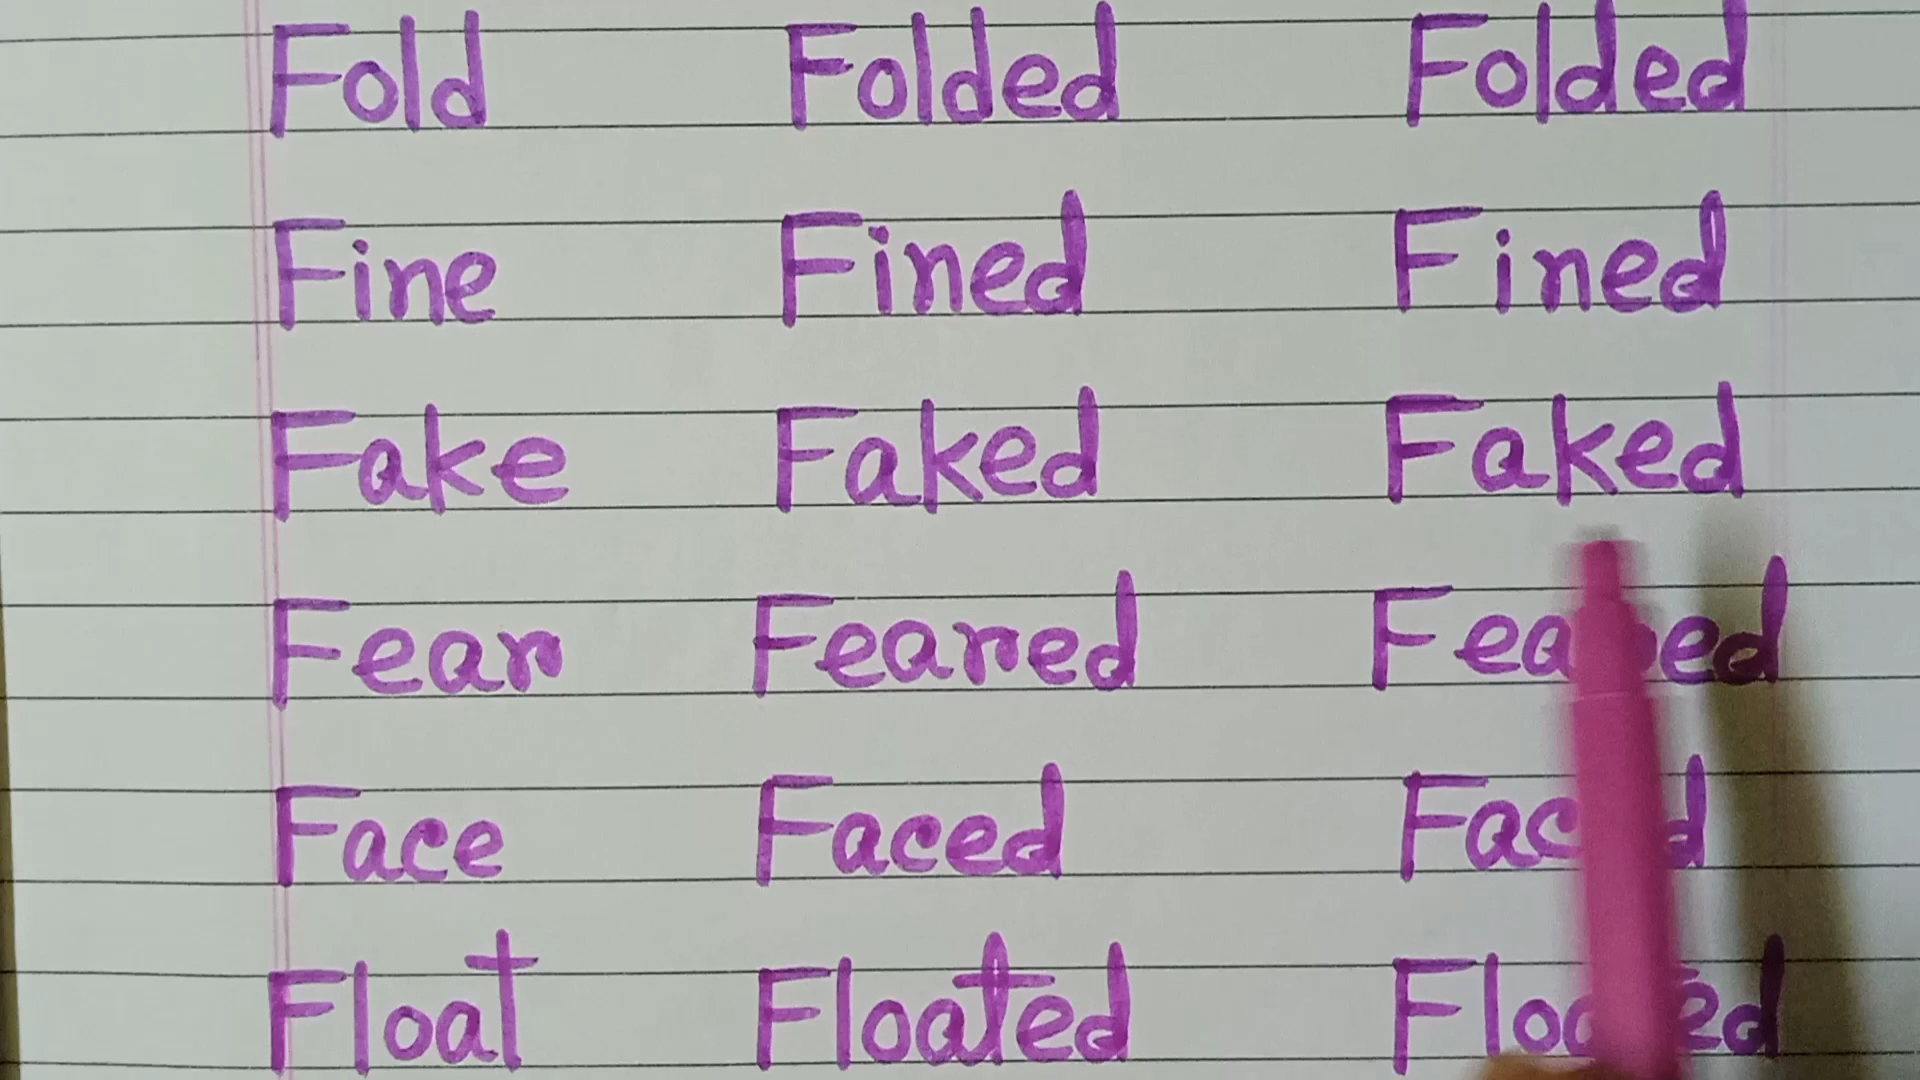 Fold Folded Folded
Fine Fined Fined
Fake Faked Faked
Fear Feared
Face Faced
Float Floated